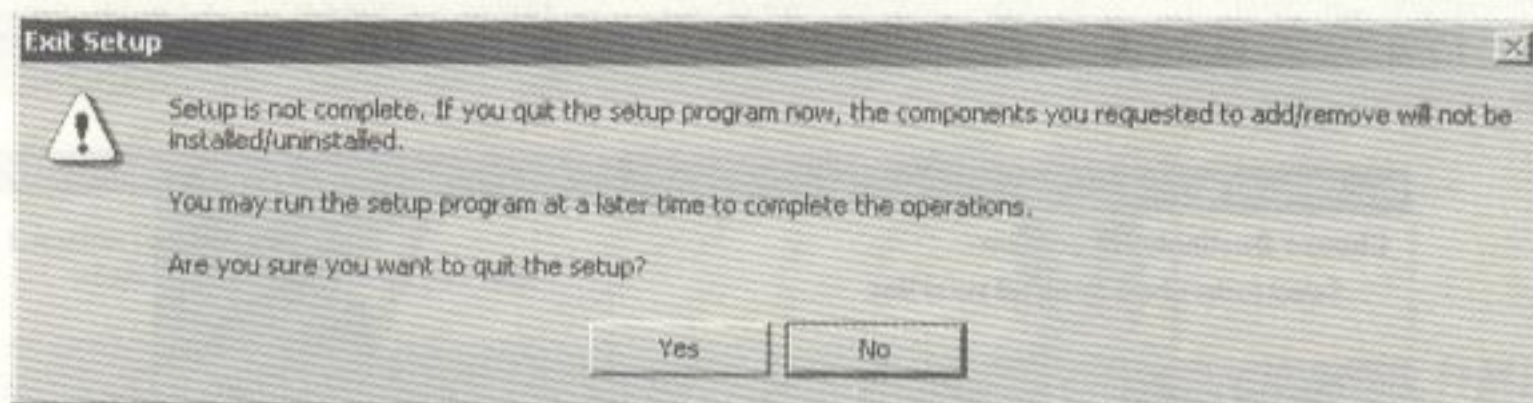 Exit Setup
Setup is not complete. If you quit the setup program now, the components you requested to add/remove will not be
installed/uninstalled.
You may run the setup program at a later time to complete the operations.
Are you sure you want to quit the setup?
Yes
No